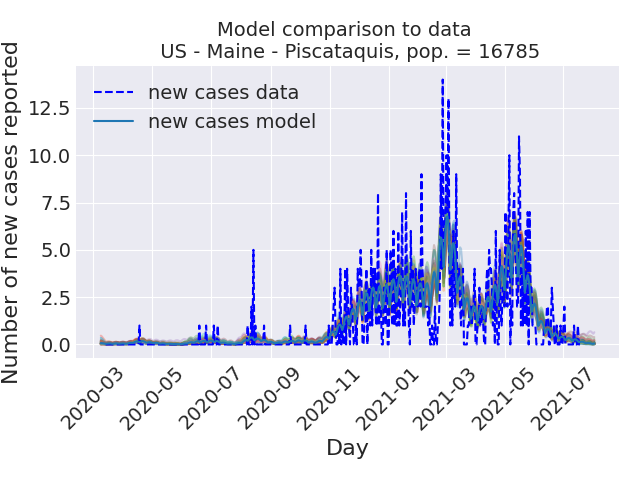 Model comparison to data
US - Maine - Piscataquis, pop. = 16785
Number of new cases reported
12.5
10.0
7.5
5.0
2.5
0.0
new cases data
new cases model
2020-03
2020-05
2020-07
2020-09
2020-11
2021-01
2021-03
2021-05
2021-07
Day